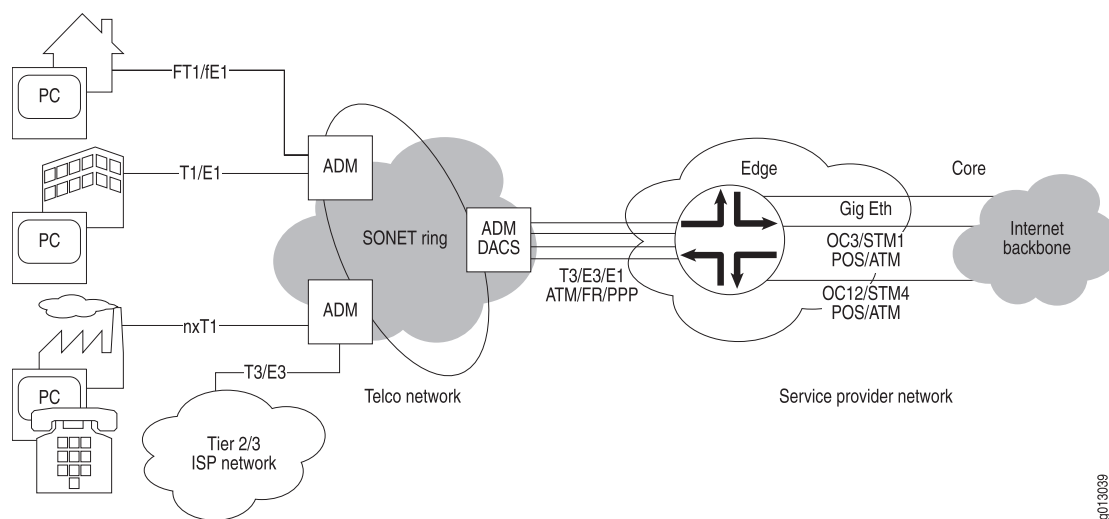 PC
FT1/fE1
ADM
PC
T1/E1
SONET ring
ADM
DACS
T3/E3/E1
ATM/FR/PPP
Edge
Core
Gig Eth
OC3/STM1
POS/ATM
OC12/STM4
POS/ATM
Internet
backbone
PC
nxT1
ADM
T3/E3
Tier 2/3
ISP network
Telco network
Service provider network
g013039